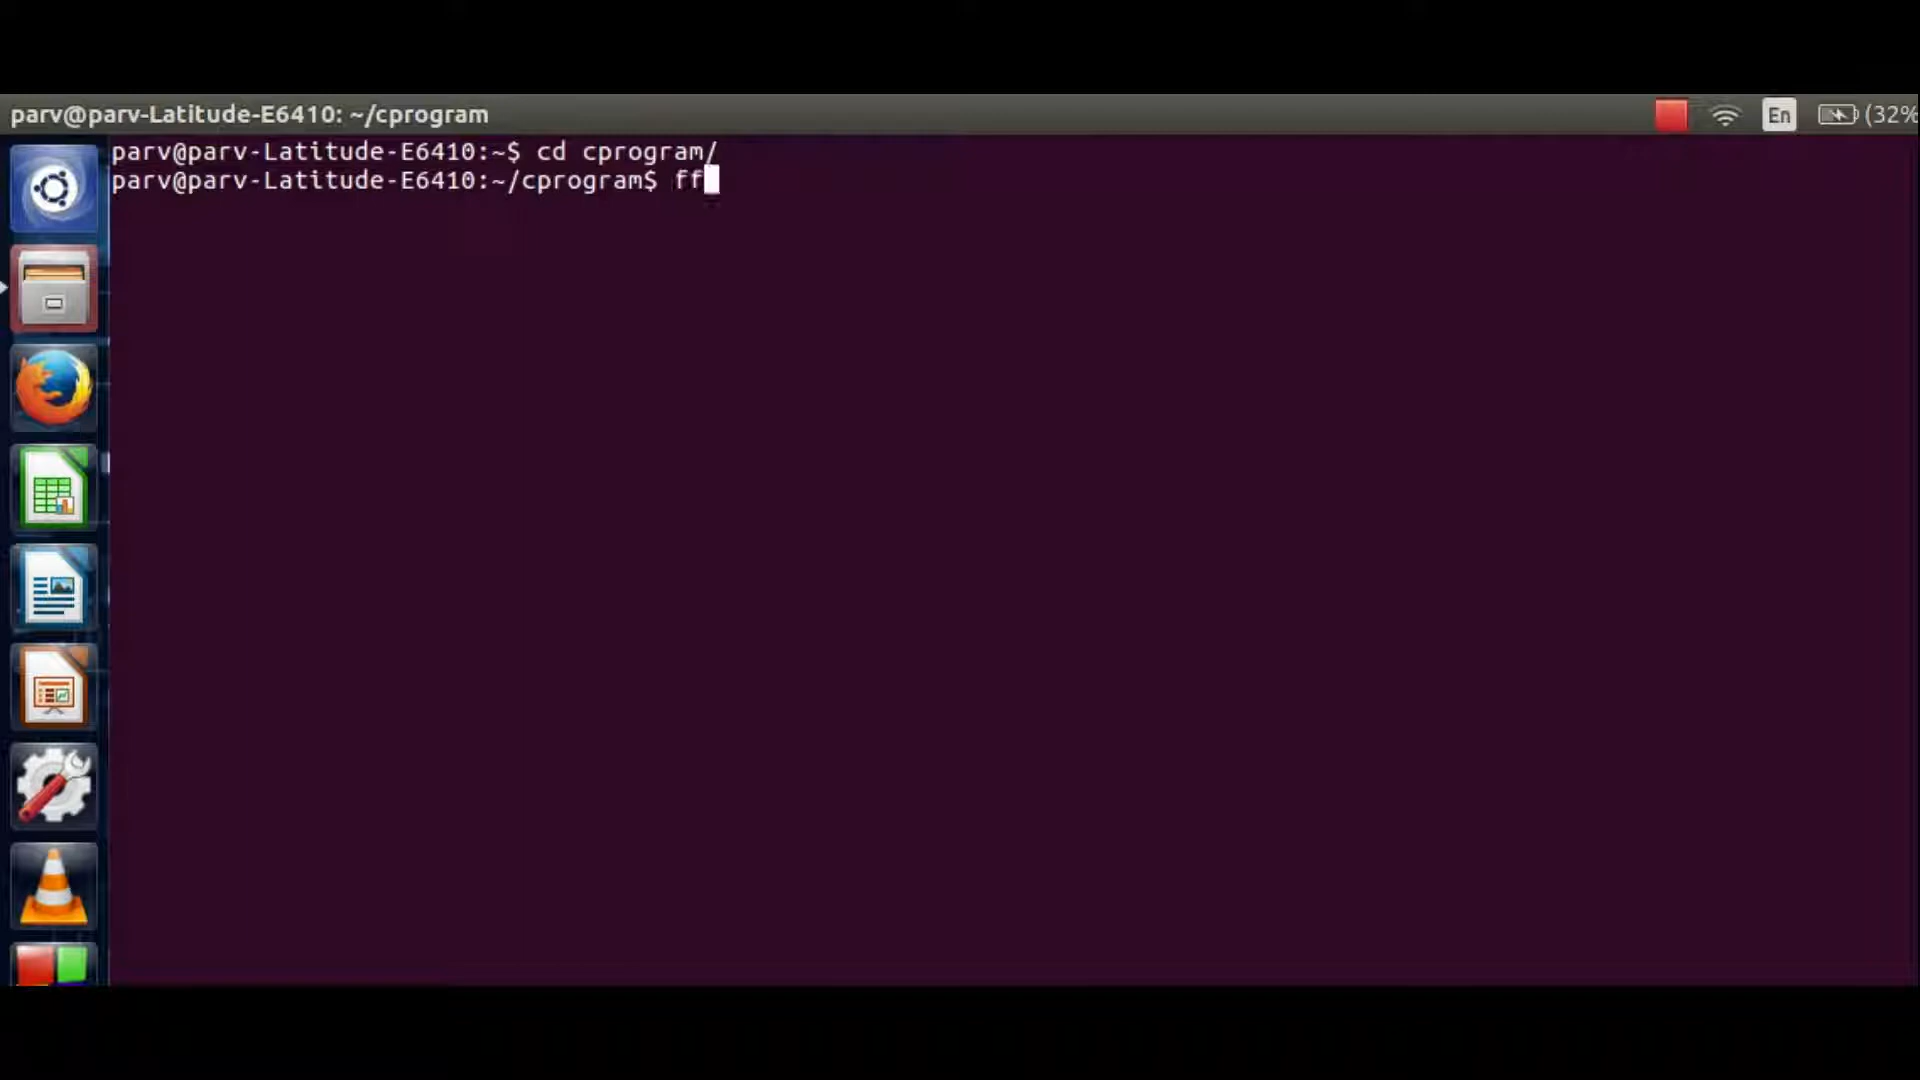 parv@parv-Latitude-E6410: ~/cprogram
En
(32%
parv@parv-Latitude-E6410:~$ cd cprogram/
parv@parv-Latitude-E6410:~/cprogram$ ff